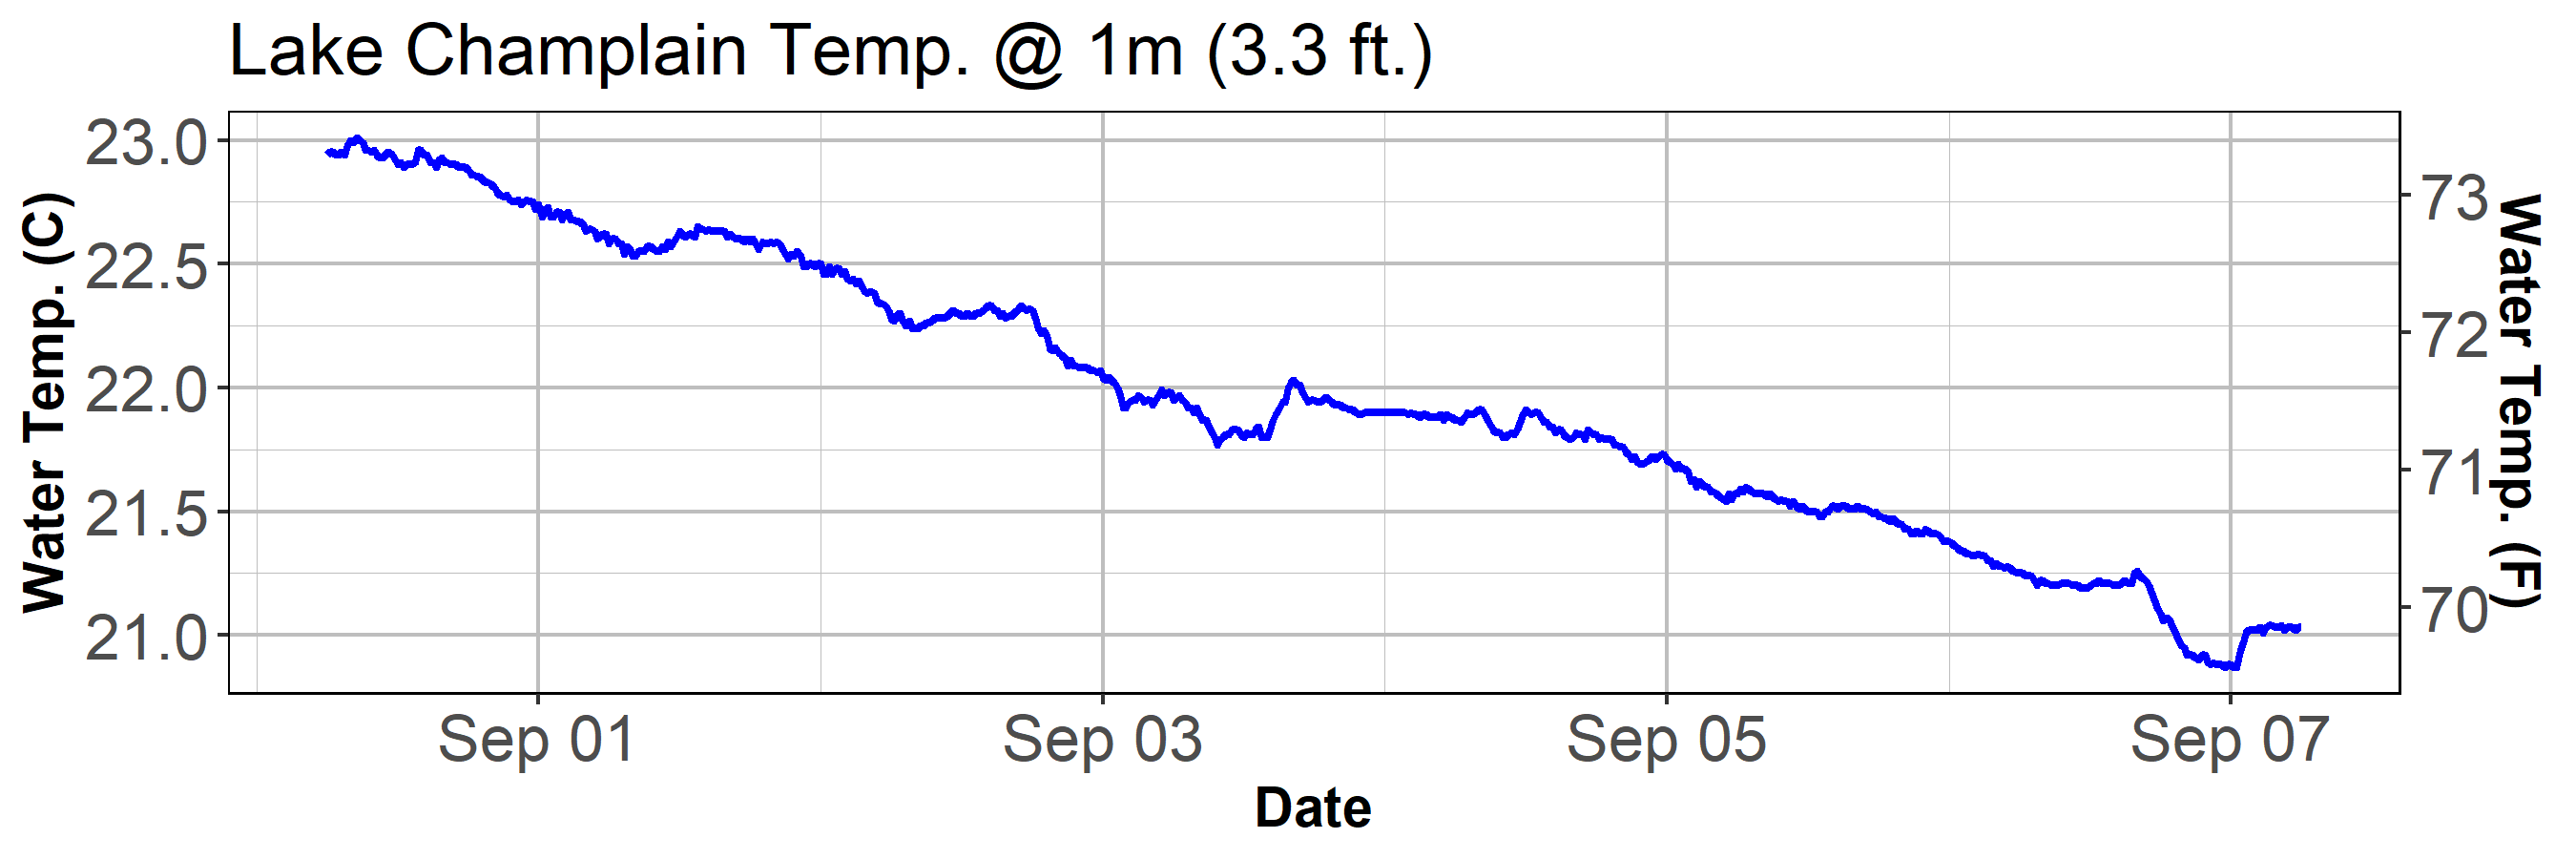 Lake Champlain Temp. @ 1m (3.3 ft.)
Water Temp. (C)
23.0
22.5
22.0
21.5
21.0
73
72
71
70
Water Temp. (F)
Sep 01
Sep 03
Sep 05
Sep 07
Date